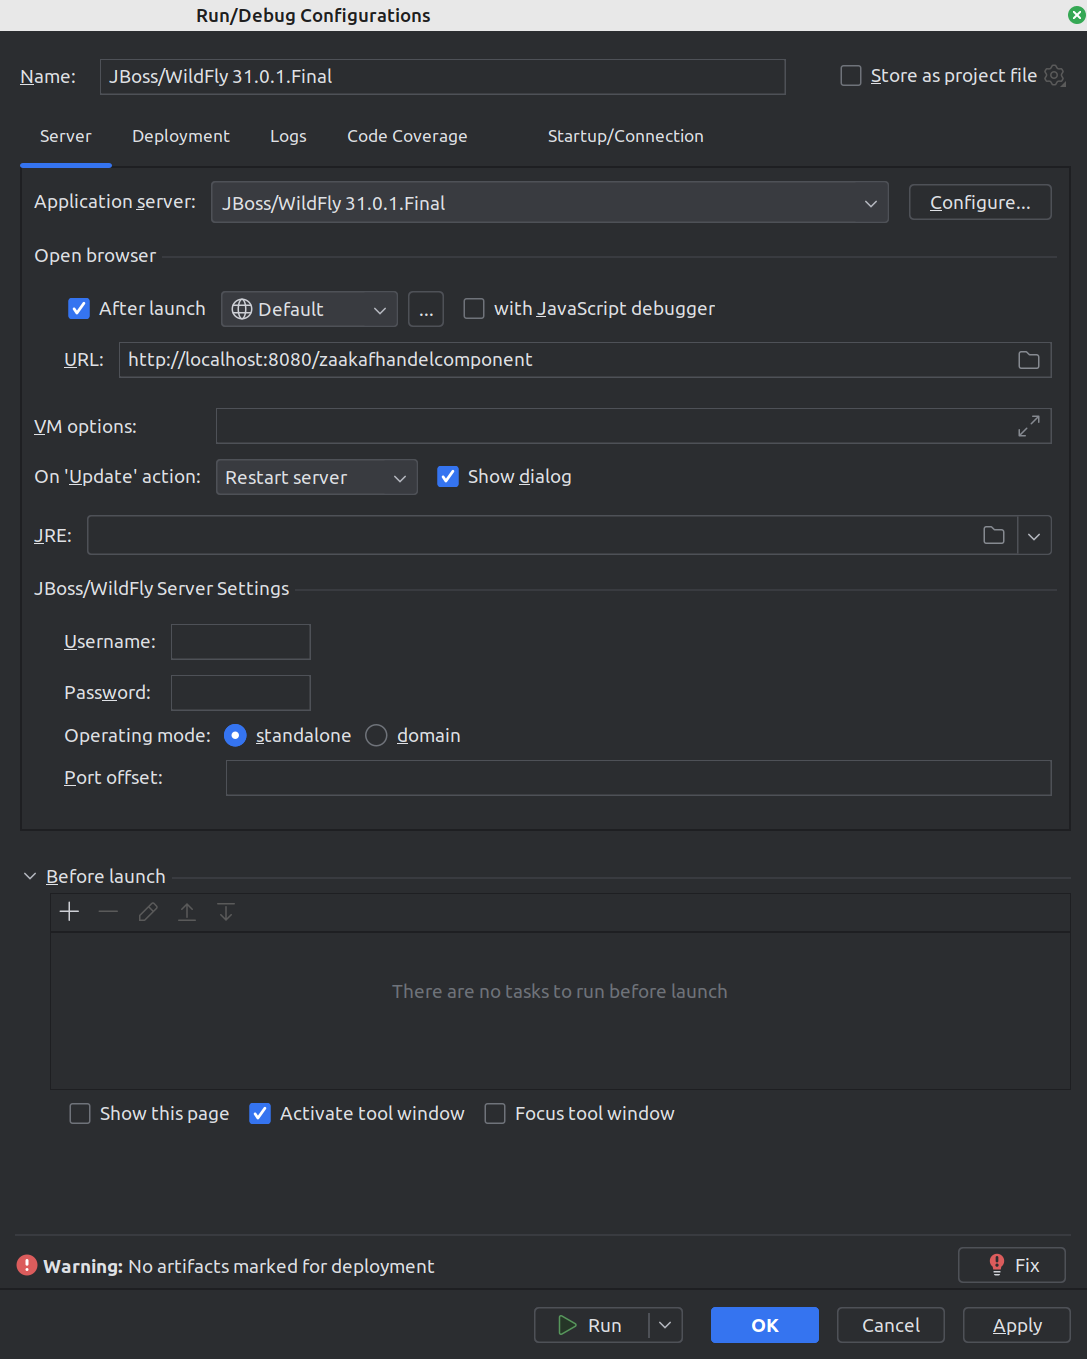 Run/Debug Configurations
Name: JBoss/WildFly 31.0.1.Final Store as project file
Server Deployment Logs Code Coverage Startup/Connection
Application server: JBoss/WildFly 31.0.1.Final Configure...
Open browser
After launch Default ... with JavaScript debugger
URL: http://localhost:8080/zaakafhandelcomponent
VM options:
On 'Update' action: Restart server Show dialog
JRE:
JBoss/WildFly Server Settings
Username:
Password:
Operating mode: standalone domain
Port offset:
Before launch
There are no tasks to run before launch
Show this page Activate tool window Focus tool window
Warning: No artifacts marked for deployment Fix
Run OK Cancel Apply